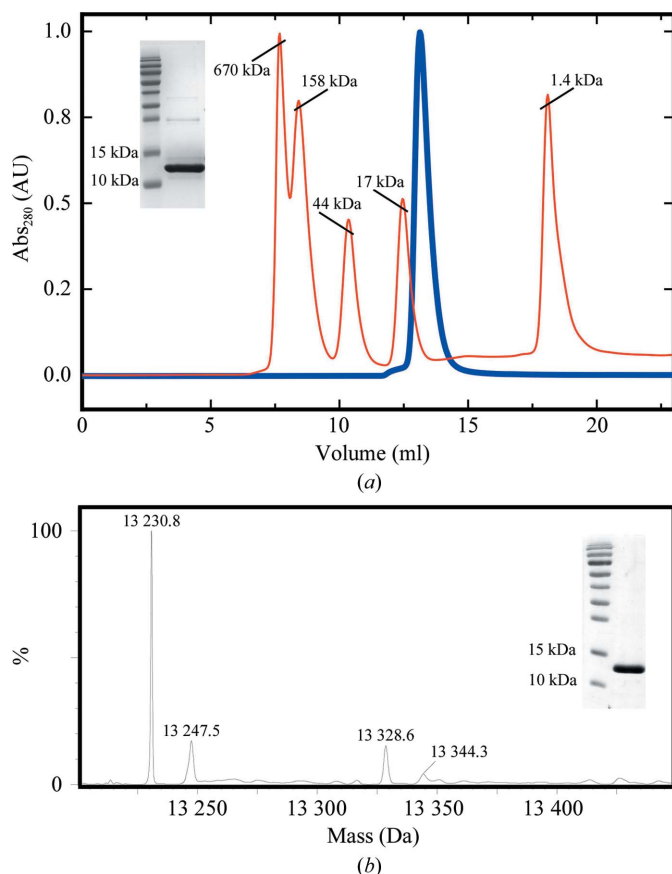 1.0
670 kDa
158 kDa
1.4 kDa
0.8
15 kDa
17 kDa
10 kDa
44 kDa
0.5
0.2
0.0
Abs280 (AU)
0 5 10 15 20
Volume (ml)
(a)
13 230.8
100
15 kDa
%
10 kDa
13 247.5
13 328.6
13 344.3
0
13 250 13 300 13 350 13 400
Mass (Da)
(b)